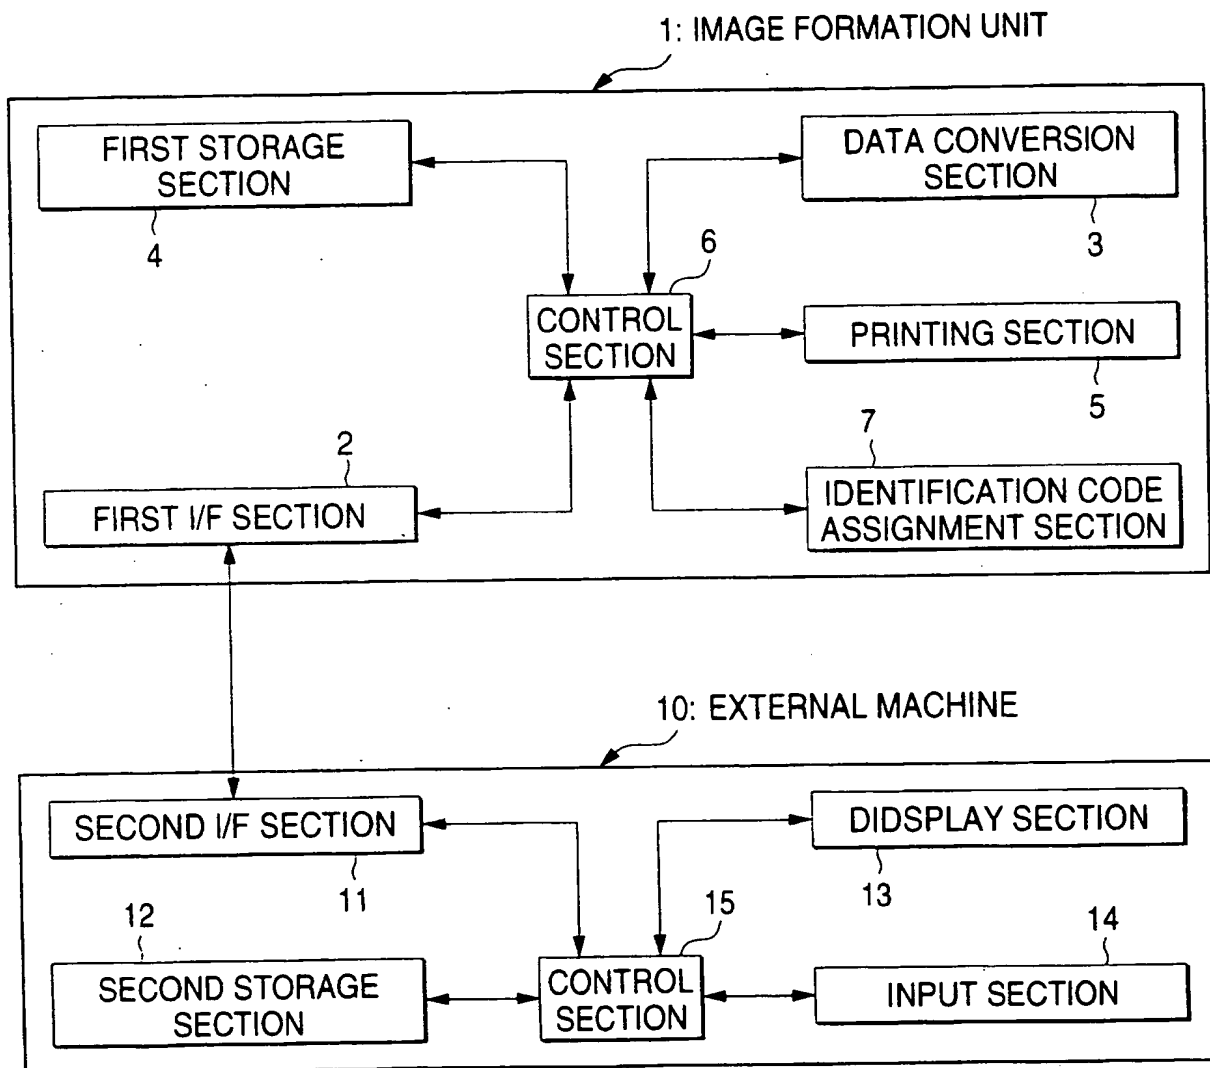 1: IMAGE FORMATION UNIT
FIRST STORAGE
SECTION
4
DATA CONVERSION
SECTION
3
6
CONTROL
SECTION
PRINTING SECTION
5
2
FIRST I/F SECTION
7
IDENTIFICATION CODE
ASSIGNMENT SECTION
10: EXTERNAL MACHINE
SECOND I/F SECTION
11
DIDSPLAY SECTION
13
12
SECOND STORAGE
SECTION
15
CONTROL
SECTION
14
INPUT SECTION